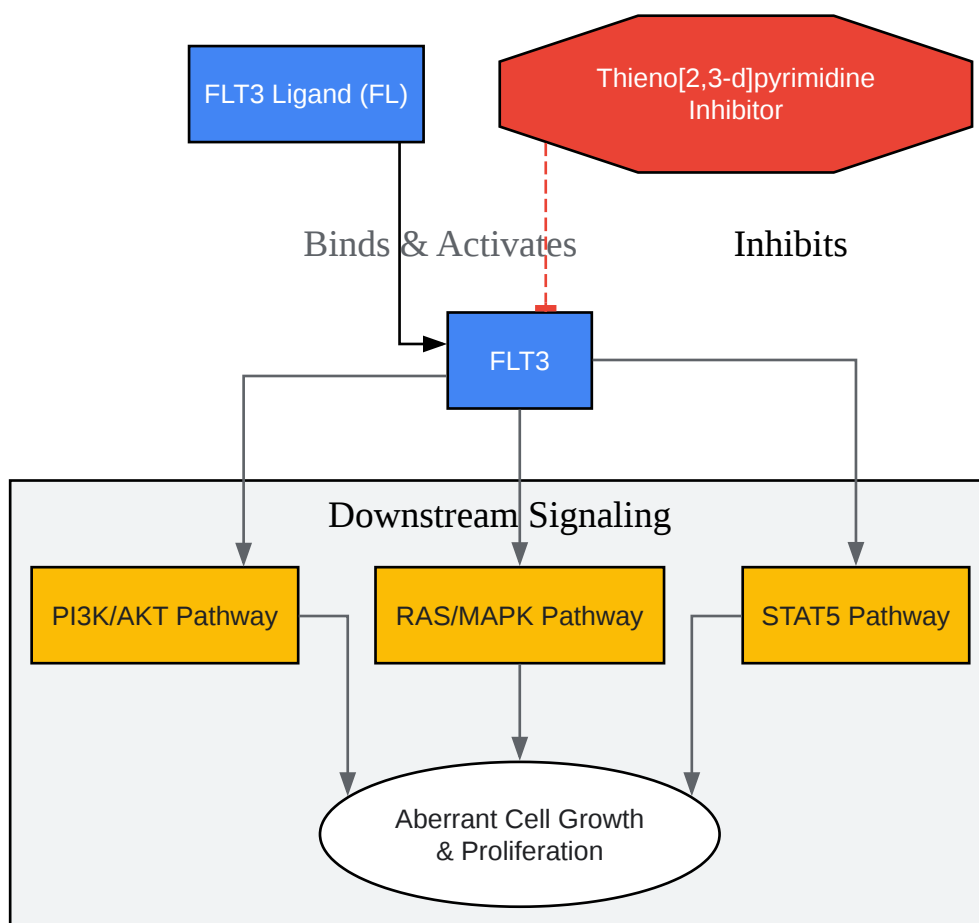 FLT3 Ligand (FL)
Thieno[2,3-d]pyrimidine
Inhibitor
Binds & Activates
Inhibits
FLT3
Downstream Signaling
PI3K/AKT Pathway
RAS/MAPK Pathway
STAT5 Pathway
Aberrant Cell Growth
& Proliferation